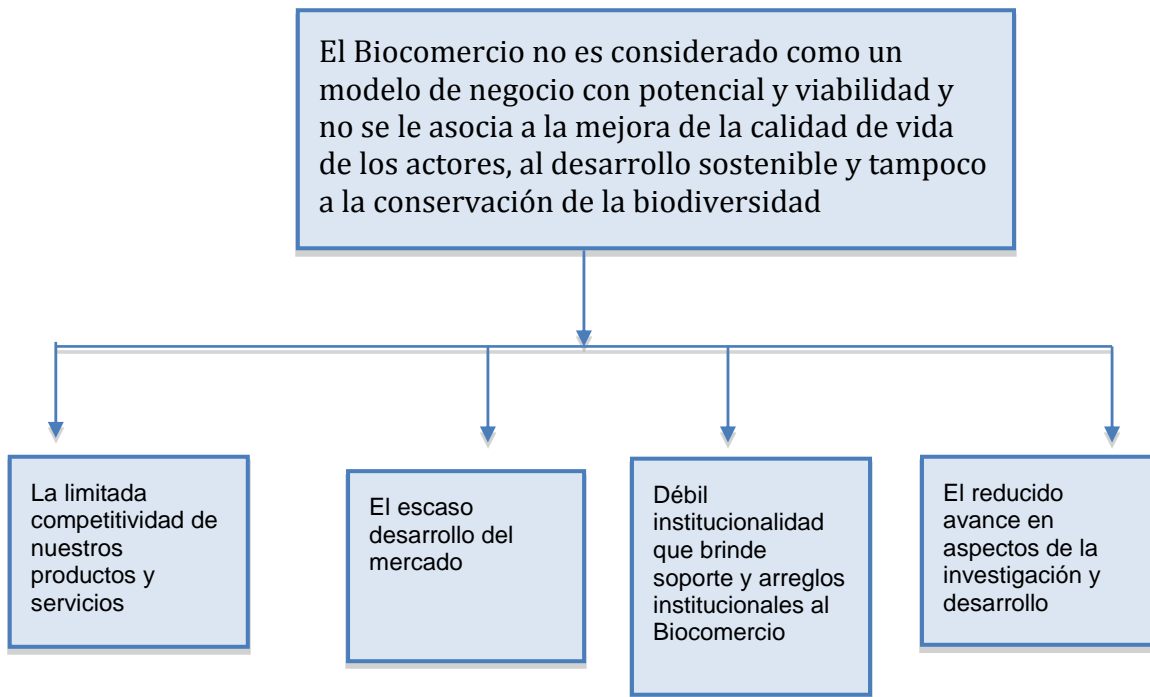 El Biocomercio no es considerado como un
modelo de negocio con potencial y viabilidad y
no se le asocia a la mejora de la calidad de vida
de los actores, al desarrollo sostenible y tampoco
a la conservación de la biodiversidad
La limitada
competitividad de
nuestros
productos y
servicios
El escaso
desarrollo del
mercado
Débil
institucionalidad
que brinde
soporte y arreglos
institucionales al
Biocomercio
El reducido
avance en
aspectos de la
investigación y
desarrollo